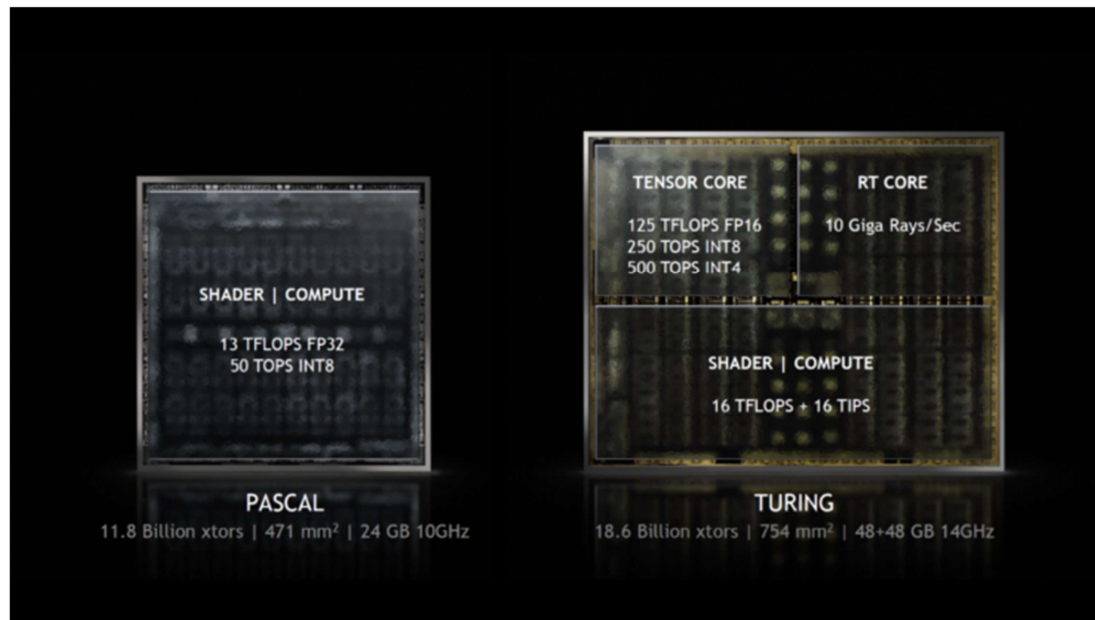 SHADER | COMPUTE
13 TFLOPS FP32
50 TOPS INT8
PASCAL
11.8 Billion xtors | 471 mm² | 24 GB 10GHz
TENSOR CORE
125 TFLOPS FP16
250 TOPS INT8
500 TOPS INT4
RT CORE
10 Giga Rays/Sec
SHADER | COMPUTE
16 TFLOPS + 16 TIPS
TURING
18.6 Billion xtors | 754 mm² | 48+48 GB 14GHz